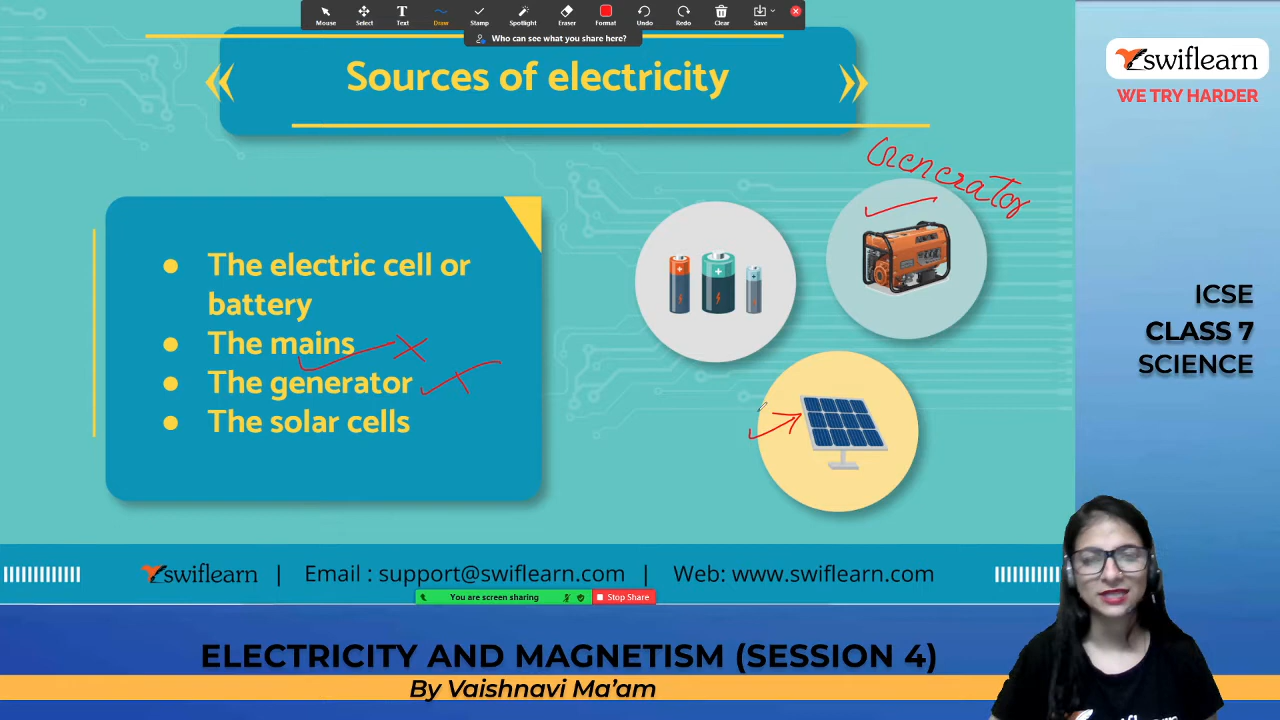 Mouse Select Text Draw Stamp Spotlight Eraser Format Undo Redo Clear Save
Who can see what you share here?
Sources of electricity
swiflearn
WE TRY HARDER
Generator
The electric cell or
battery
The mains
The generator
The solar cells
ICSE
CLASS 7
SCIENCE
swiflearn | Email : support@swiflearn.com | Web: www.swiflearn.com
You are screen sharing Stop Share
ELECTRICITY AND MAGNETISM (SESSION 4)
By Vaishnavi Ma'am